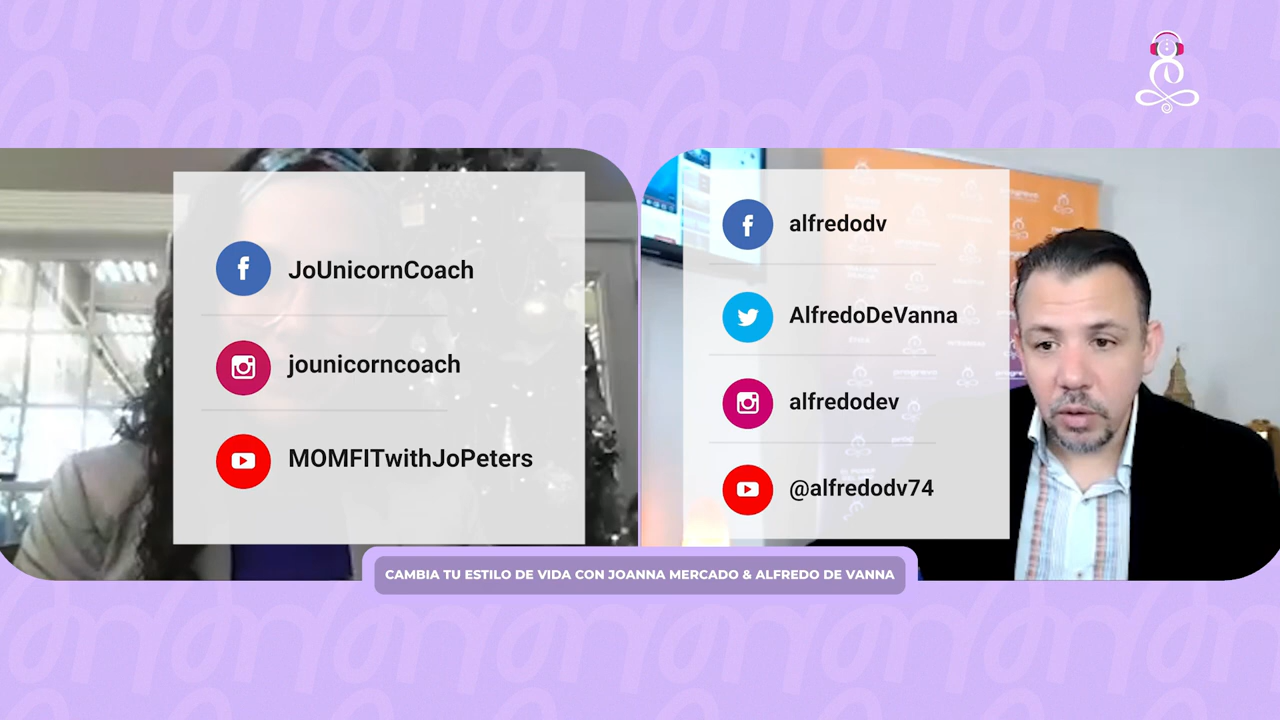 JoUnicornCoach
jounicorncoach
MOMFITwithJoPeters
alfredodv
AlfredoDeVanna
alfredodev
@alfredodv74
CAMBIA TU ESTILO DE VIDA CON JOANNA MERCADO & ALFREDO DE VANNA